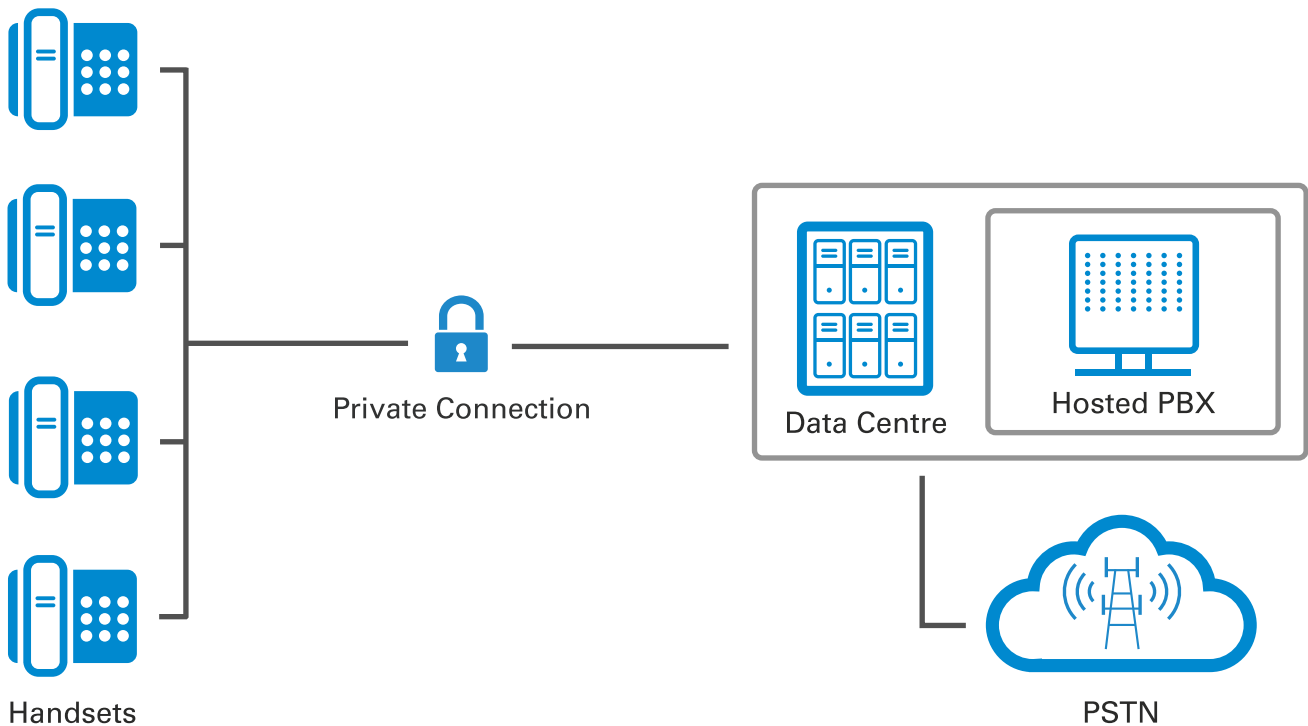 Private Connection
Data Centre
Hosted PBX
Handsets
PSTN